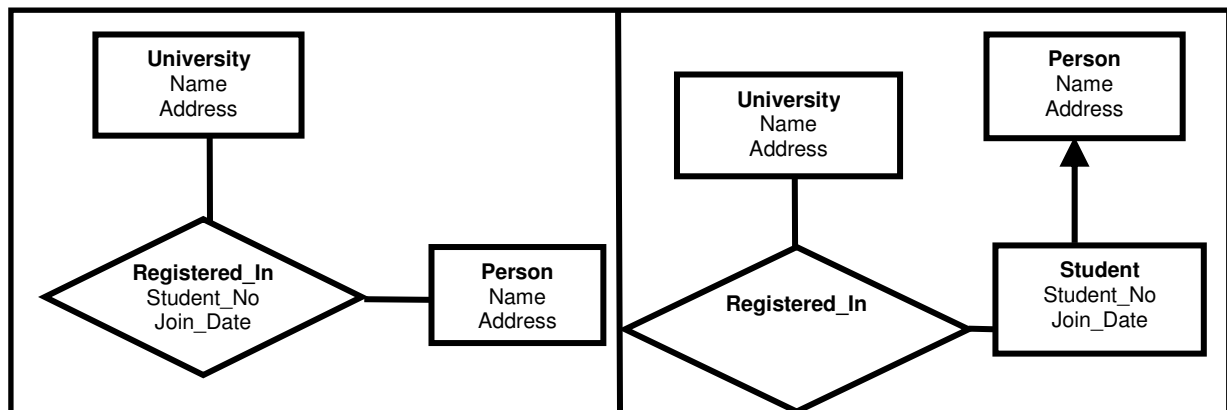 University
Name
Address
Registered_In
Student_No
Join_Date
Person
Name
Address
University
Name
Address
Person
Name
Address
Registered_In
Student
Student_No
Join_Date